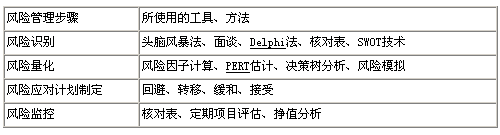 风险管理步骤 所使用的工具、方法
风险识别 头脑风暴法、面谈、Delphi法、核对表、SWOT技术
风险量化 风险因子计算、PERT估计、决策树分析、风险模拟
风险应对计划制定 回避、转移、缓和、接受
风险监控 核对表、定期项目评估、挣值分析